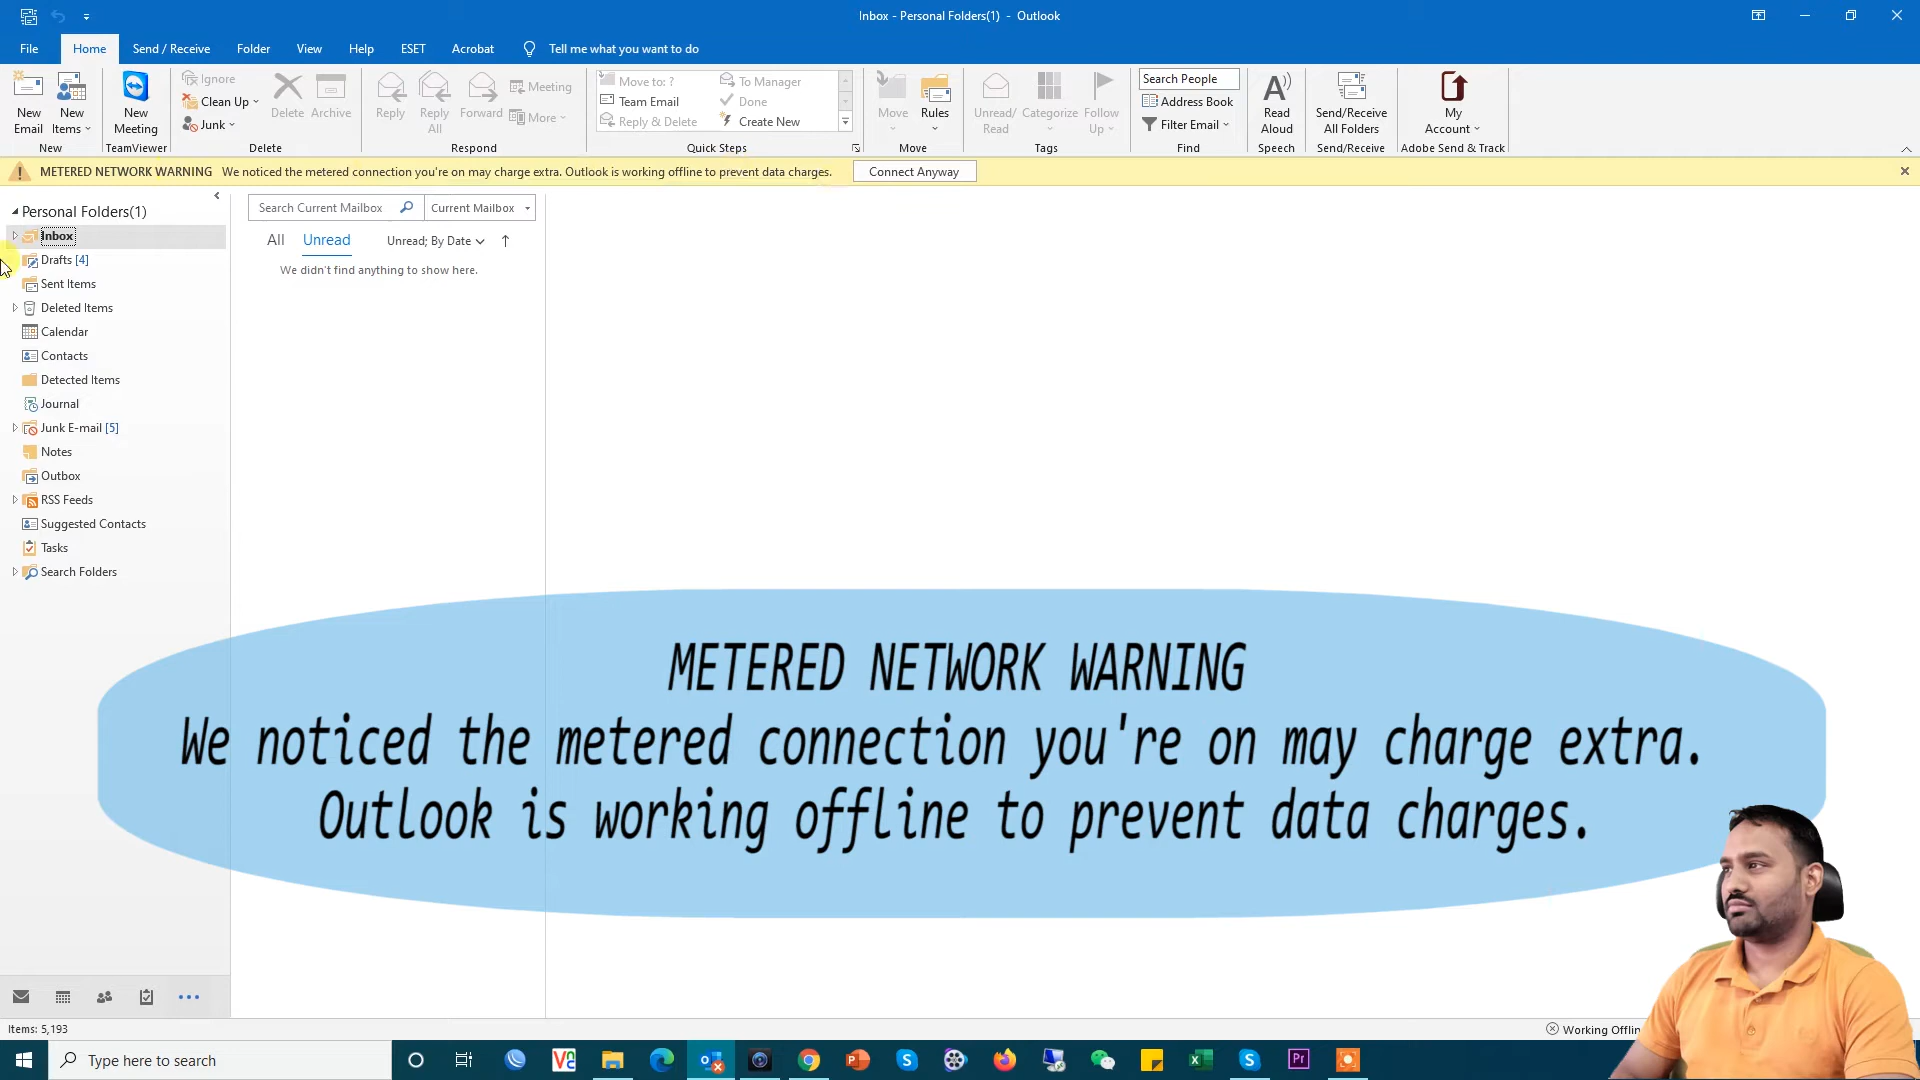 Inbox - Personal Folders(1) - Outlook
File Home Send / Receive Folder View Help ESET Acrobat Tell me what you want to do
New Email
New Items
New
New Meeting
TeamViewer
Ignore
Clean Up
Junk
Delete
Archive
Delete
Reply
Reply All
Forward
Meeting
More
Respond
Move to: ?
Team Email
Reply & Delete
To Manager
Done
Create New
Quick Steps
Move
Rules
Move
Unread/ Read
Categorize
Follow Up
Tags
Search People
Address Book
Filter Email
Find
Read Aloud
Speech
Send/Receive All Folders
Send/Receive
My Account
Adobe Send & Track
METERED NETWORK WARNING We noticed the metered connection you're on may charge extra. Outlook is working offline to prevent data charges. Connect Anyway
Personal Folders(1)
Inbox
Drafts [4]
Sent Items
Deleted Items
Calendar
Contacts
Detected Items
Journal
Junk E-mail [5]
Notes
Outbox
RSS Feeds
Suggested Contacts
Tasks
Search Folders
Search Current Mailbox Current Mailbox
All Unread Unread; By Date
We didn't find anything to show here.
METERED NETWORK WARNING
We noticed the metered connection you're on may charge extra.
Outlook is working offline to prevent data charges.
Items: 5,193
Working Offlin
Type here to search